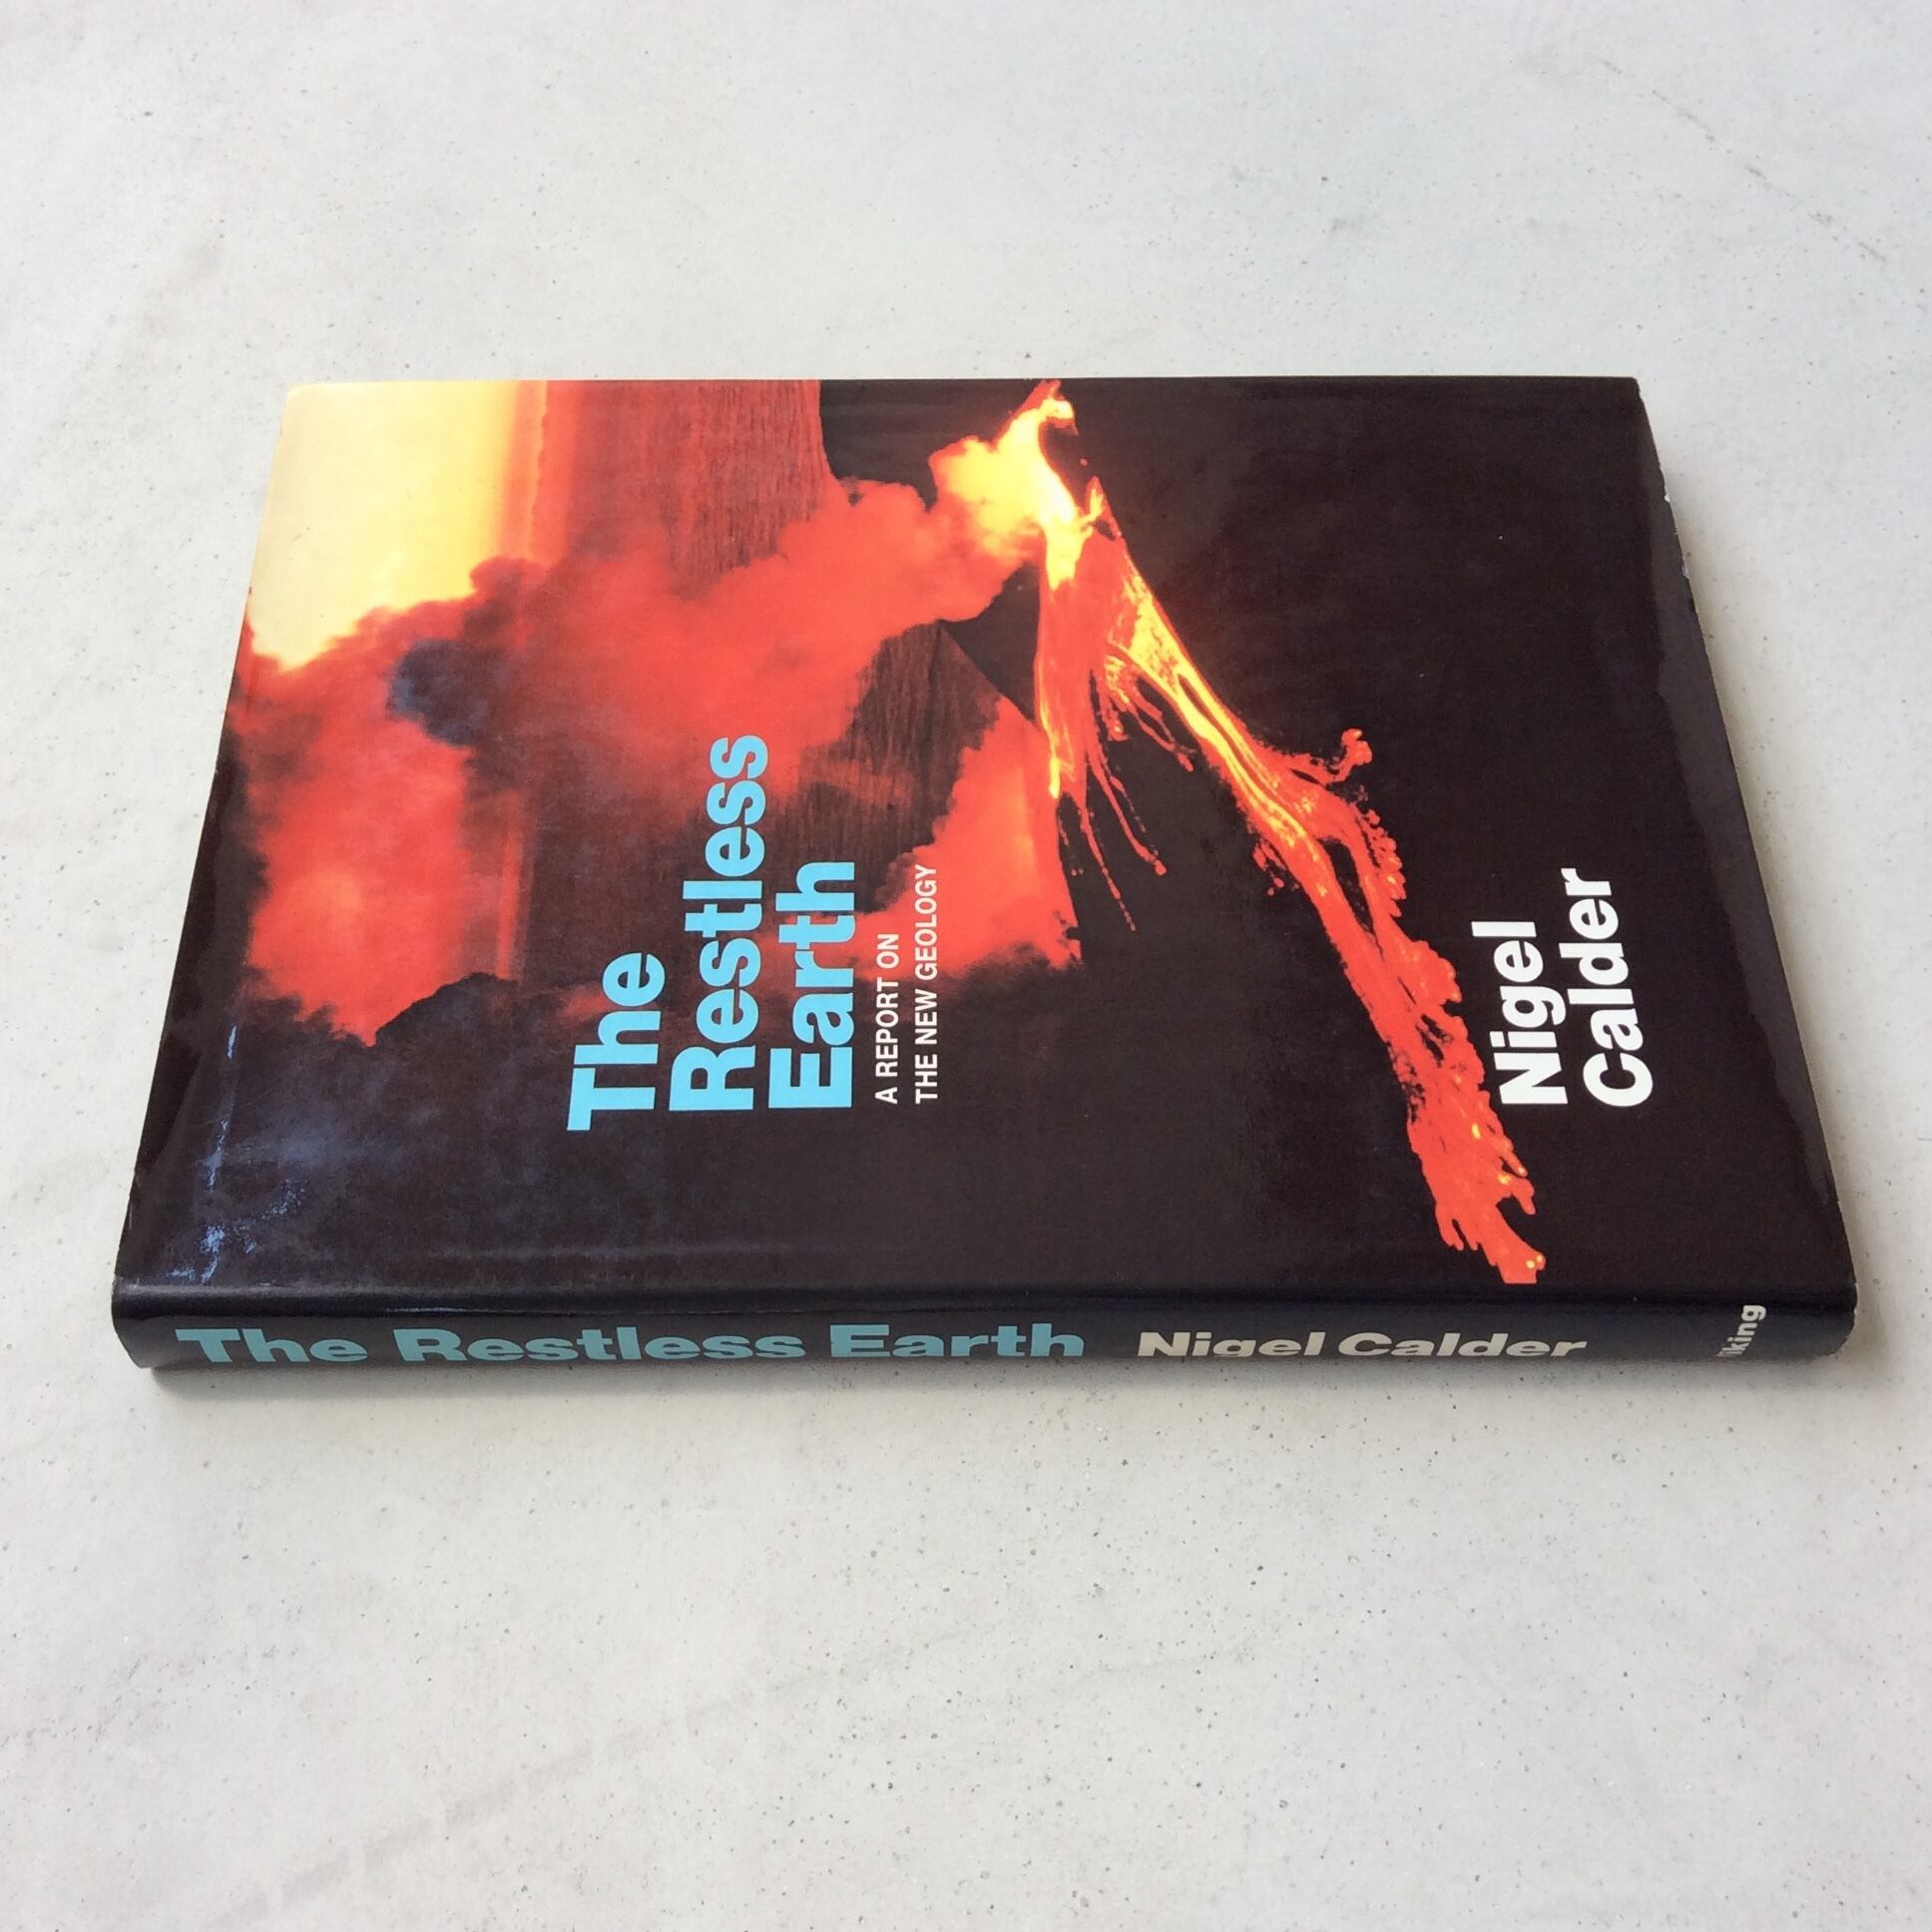 The
Restless
Earth
A REPORT ON
THE NEW GEOLOGY
Nigel
Calder
The Restless Earth Nigel Calder